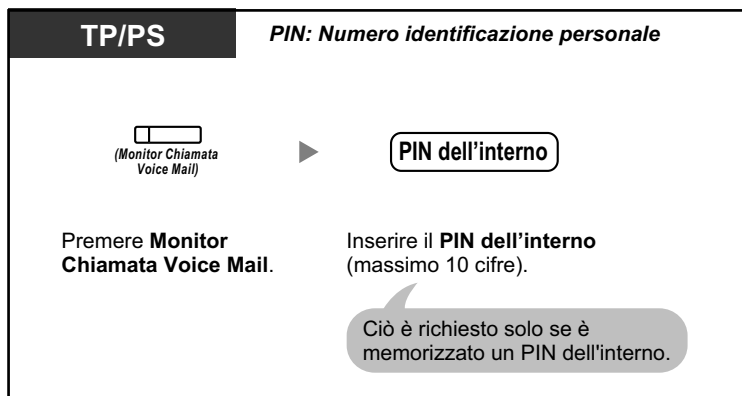 TP/PS
PIN: Numero identificazione personale
(Monitor Chiamata
Voice Mail)
PIN dell’interno
Premere Monitor
Chiamata Voice Mail.
Inserire il PIN dell’interno
(massimo 10 cifre).
Ciò è richiesto solo se è
memorizzato un PIN dell'interno.